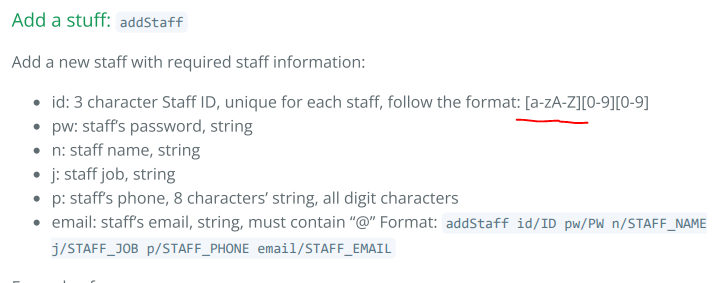 Add a stuff: addStaff
Add a new staff with required staff information:
• id: 3 character Staff ID, unique for each staff, follow the format: [a-zA-Z][0-9][0-9]
• pw: staff’s password, string
• n: staff name, string
• j: staff job, string
• p: staff’s phone, 8 characters’ string, all digit characters
• email: staff’s email, string, must contain “@” Format: addStaff id/ID pw/PW n/STAFF_NAME
j/STAFF_JOB p/STAFF_PHONE email/STAFF_EMAIL